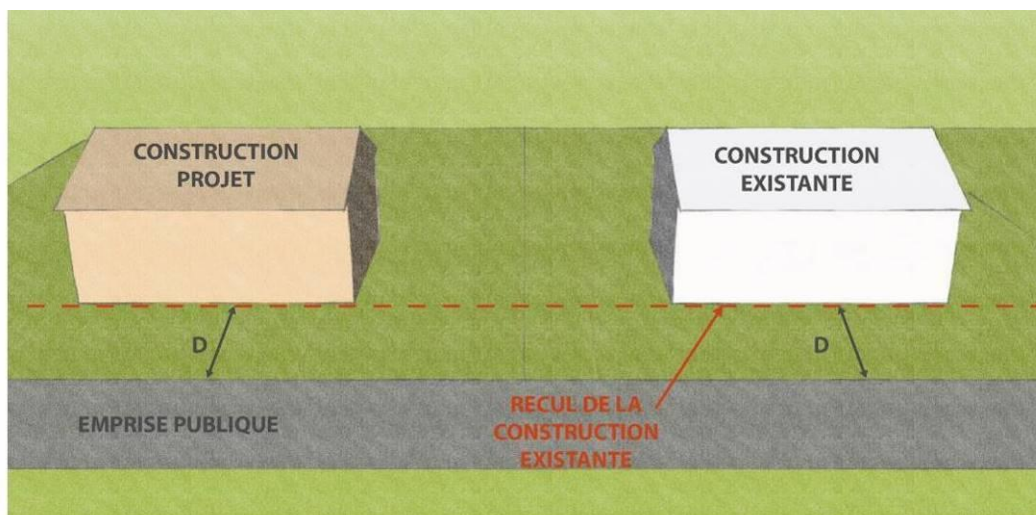 CONSTRUCTION
PROJET
CONSTRUCTION
EXISTANTE
D
D
EMPRISE PUBLIQUE
RECUL DE LA
CONSTRUCTION
EXISTANTE